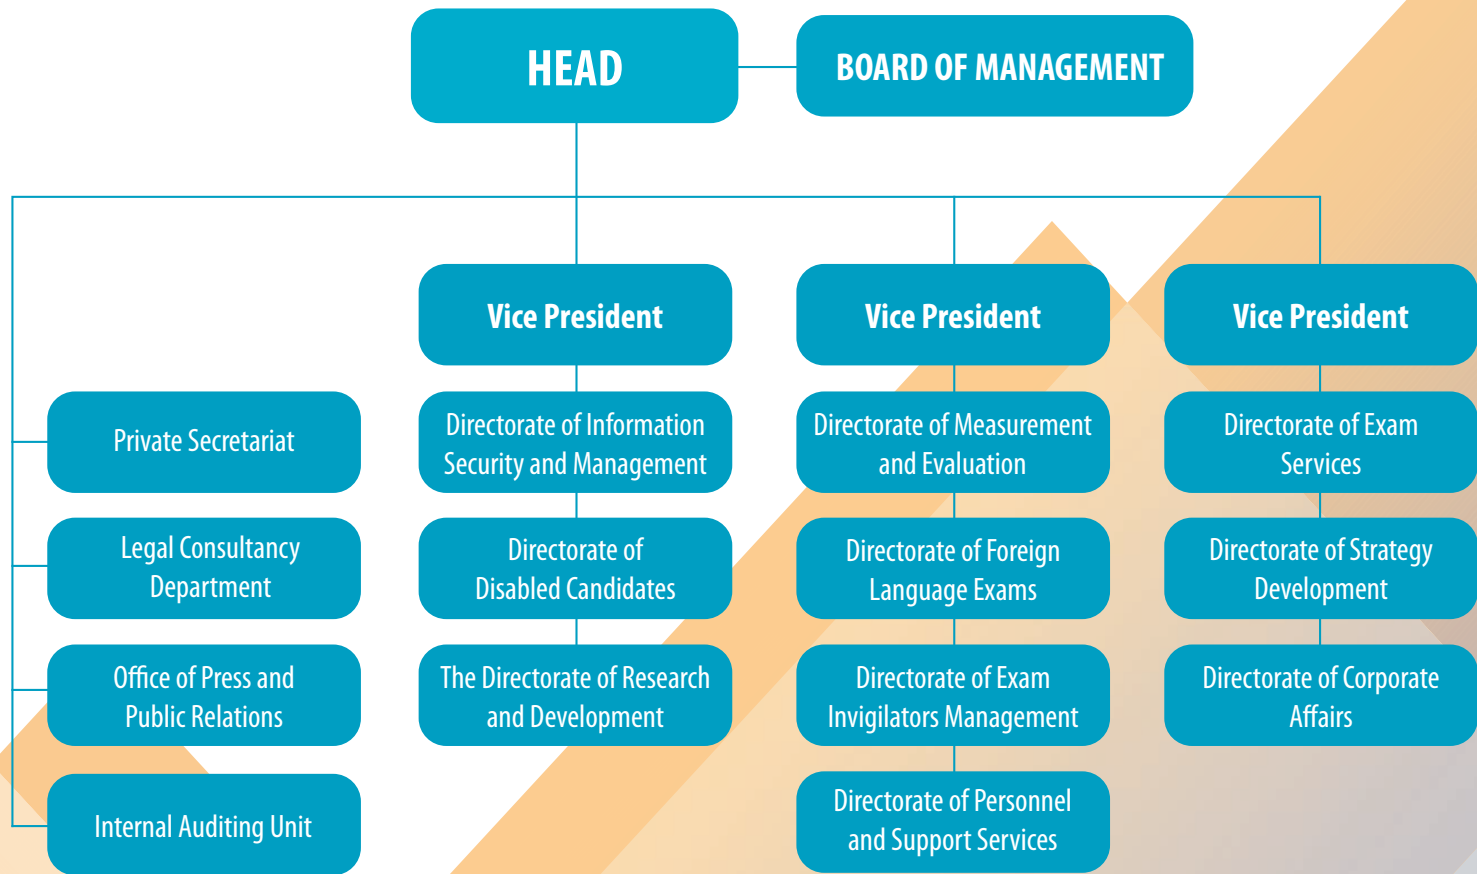 HEAD
BOARD OF MANAGEMENT
Vice President
Vice President
Vice President
Private Secretariat
Legal Consultancy
Department
Office of Press and
Public Relations
Internal Auditing Unit
Directorate of Information
Security and Management
Directorate of
Disabled Candidates
The Directorate of Research
and Development
Directorate of Measurement
and Evaluation
Directorate of Foreign
Language Exams
Directorate of Exam
Invigilators Management
Directorate of Personnel
and Support Services
Directorate of Exam
Services
Directorate of Strategy
Development
Directorate of Corporate
Affairs